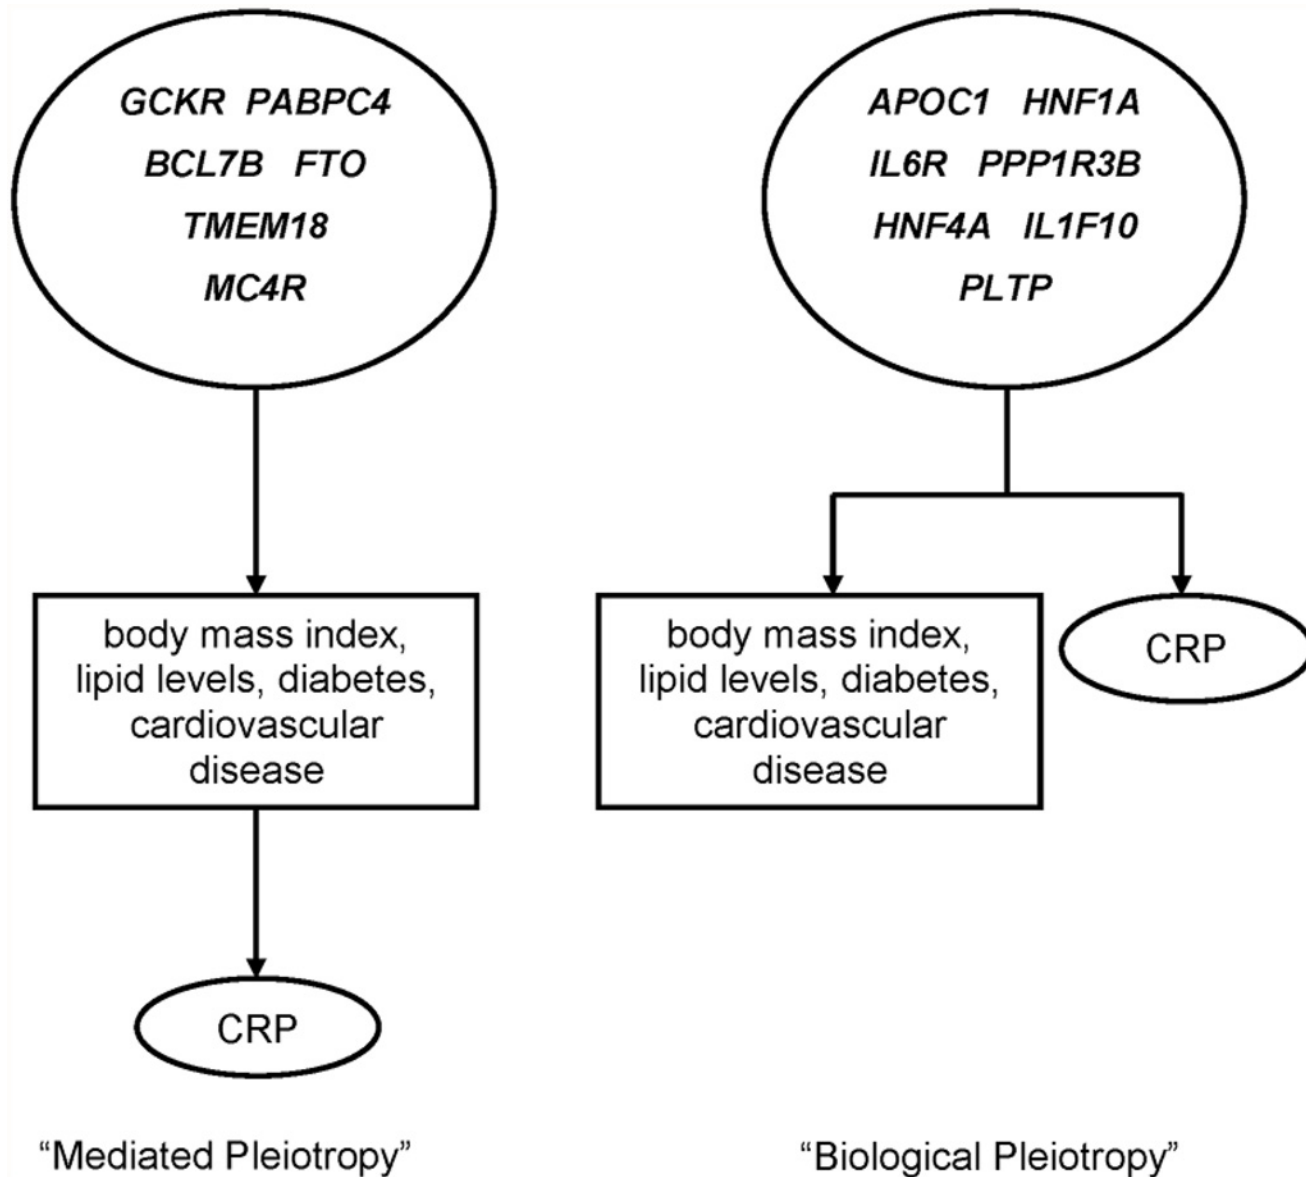 GCKR PABPC4
BCL7B FTO
TMEM18
MC4R
body mass index,
lipid levels, diabetes,
cardiovascular
disease
CRP
“Mediated Pleiotropy”
APOC1 HNF1A
IL6R PPP1R3B
HNF4A IL1F10
PLTP
body mass index,
lipid levels, diabetes,
cardiovascular
disease
CRP
“Biological Pleiotropy”